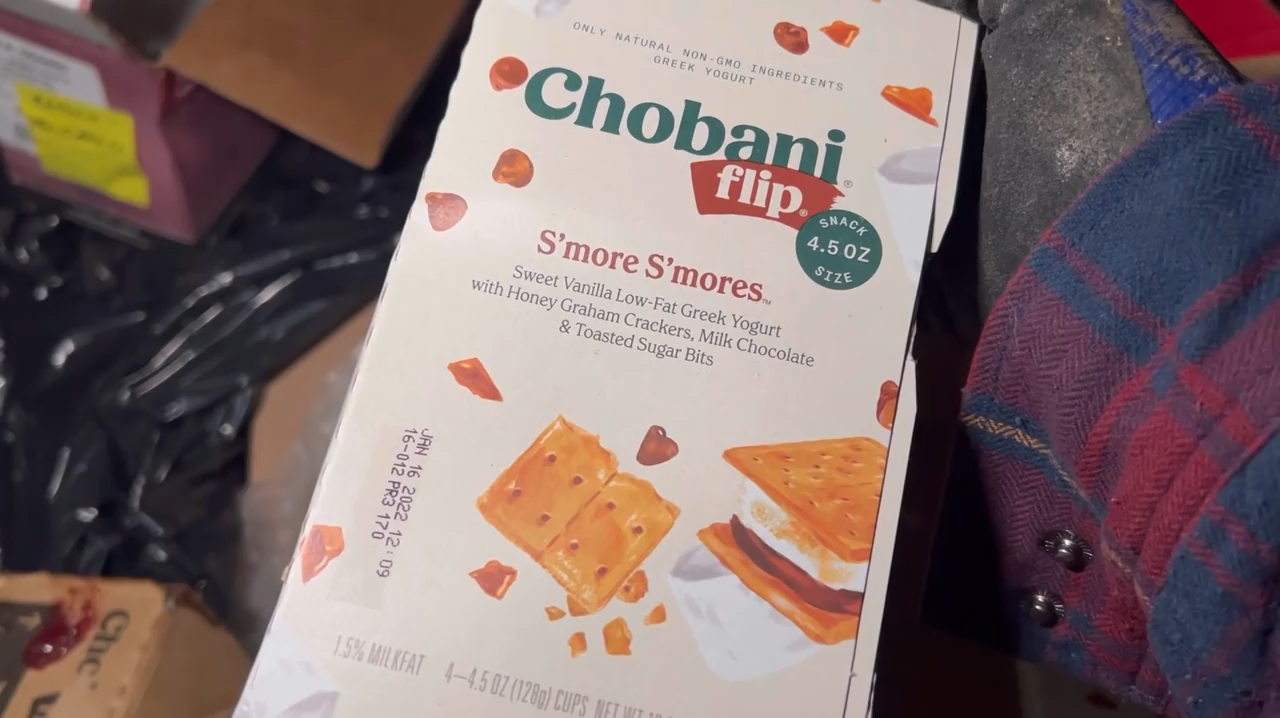 ONLY NATURAL NON-GMO INGREDIENTS
GREEK YOGURT
Chobani®
flip®
SNACK
4.5 OZ
SIZE
S'more S'mores™
Sweet Vanilla Low-Fat Greek Yogurt
with Honey Graham Crackers, Milk Chocolate
& Toasted Sugar Bits
JAN 16 2022 12:09
16-012 PR3 170
1.5% MILKFAT
4—4.5 OZ (128g) CUPS NET WT